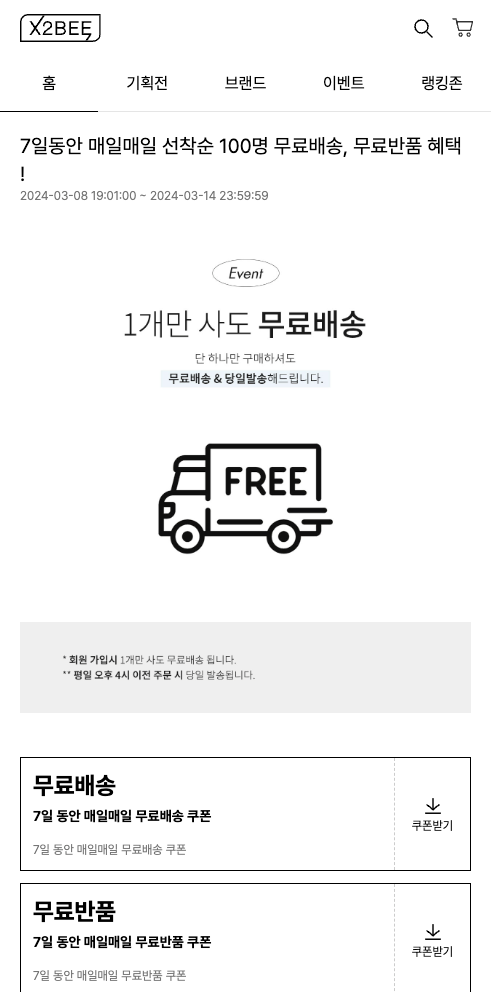 X2BEE
홈 기획전 브랜드 이벤트 랭킹존
7일동안 매일매일 선착순 100명 무료배송, 무료반품 혜택
!
2024-03-08 19:01:00 ~ 2024-03-14 23:59:59
Event
1개만 사도 무료배송
단 하나만 구매하셔도
무료배송 & 당일발송해드립니다.
FREE
* 회원 가입시 1개만 사도 무료배송 됩니다.
** 평일 오후 4시 이전 주문 시 당일 발송됩니다.
무료배송
7일 동안 매일매일 무료배송 쿠폰
7일 동안 매일매일 무료배송 쿠폰
쿠폰받기
무료반품
7일 동안 매일매일 무료반품 쿠폰
7일 동안 매일매일 무료반품 쿠폰
쿠폰받기